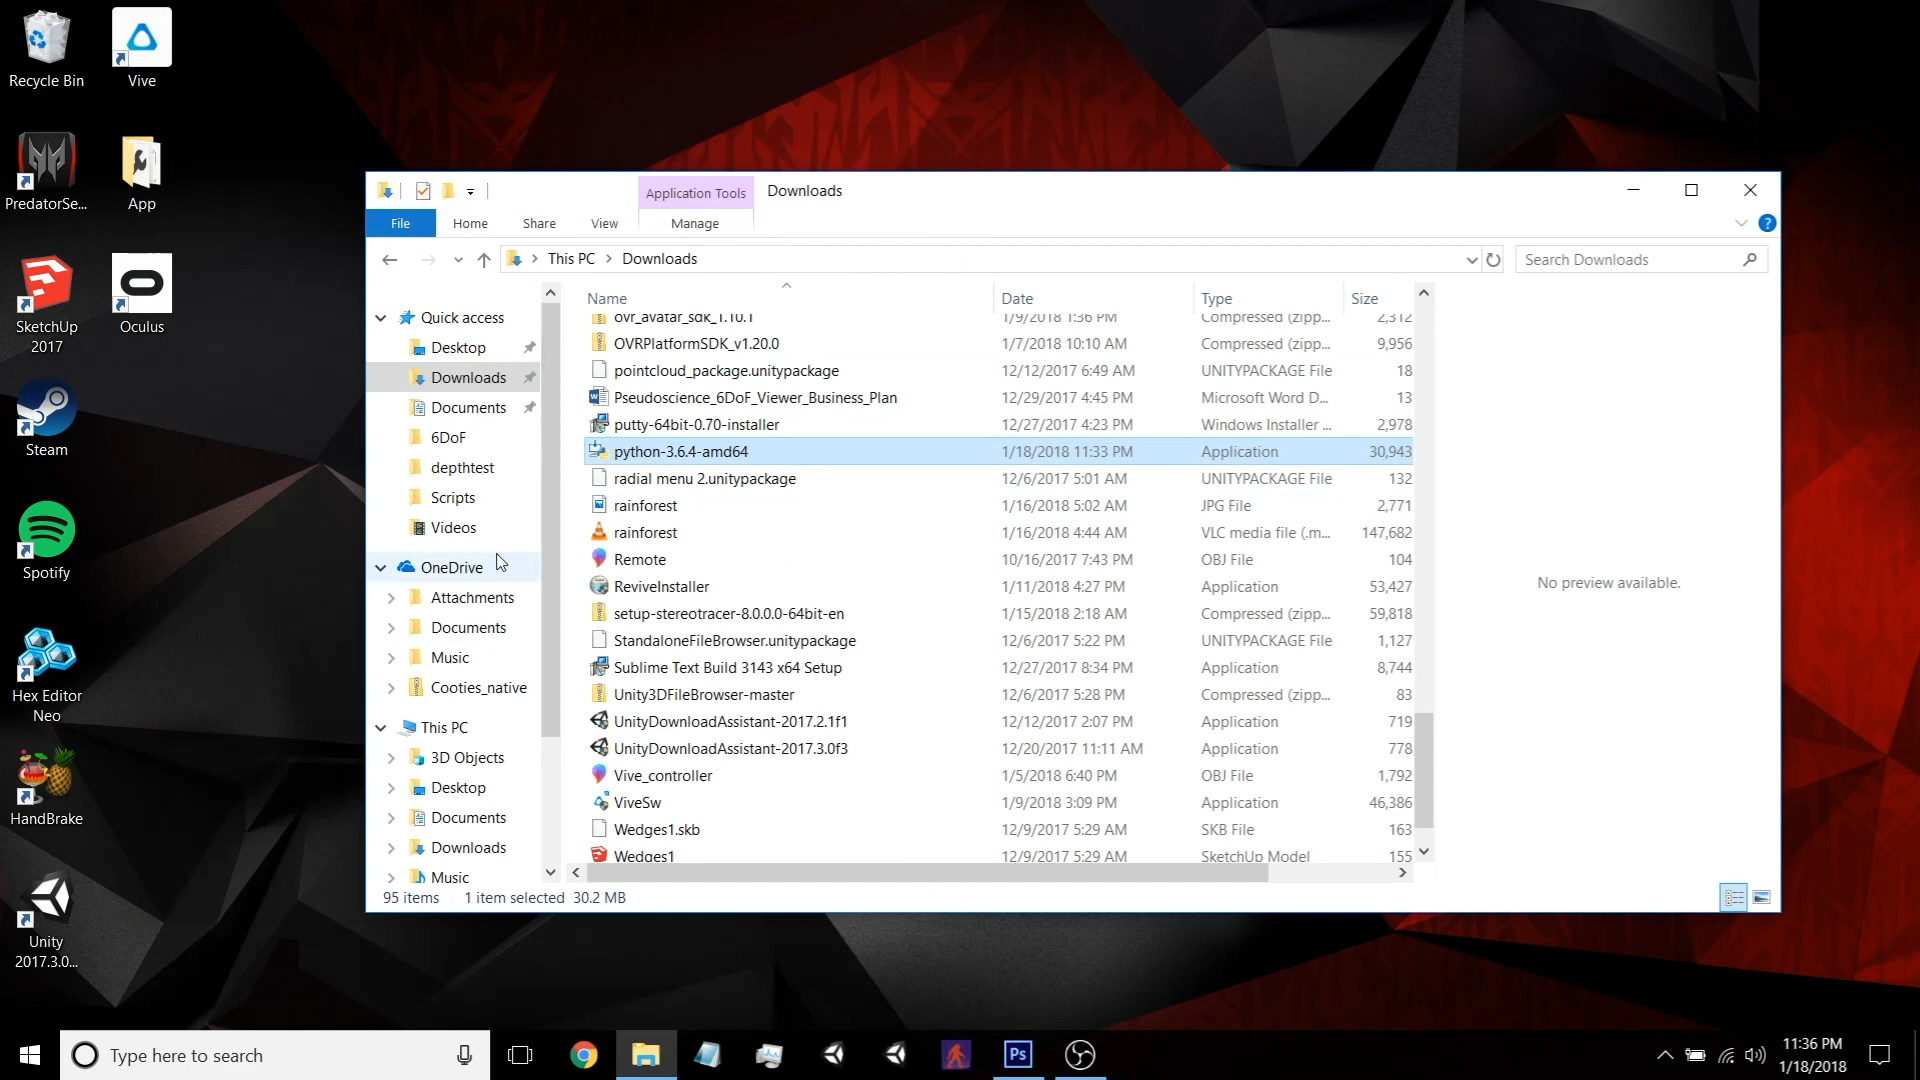 Recycle Bin
Vive
PredatorSe...
App
SketchUp
2017
Oculus
Steam
Spotify
Hex Editor
Neo
HandBrake
Unity
2017.3.0...
Application Tools
Downloads
File
Home
Share
View
Manage
?
This PC
Downloads
Search Downloads
Quick access
Desktop
Downloads
Documents
6DoF
depthtest
Scripts
Videos
OneDrive
Attachments
Documents
Music
Cooties_native
This PC
3D Objects
Desktop
Documents
Downloads
Music
Name Date Type Size
ovr_avatar_sdk_1.10.1 1/9/2018 1:36 PM Compressed (zipp... 2,312
OVRPlatformSDK_v1.20.0 1/7/2018 10:10 AM Compressed (zipp... 9,956
pointcloud_package.unitypackage 12/12/2017 6:49 AM UNITYPACKAGE File 18
Pseudoscience_6DoF_Viewer_Business_Plan 12/29/2017 4:45 PM Microsoft Word D... 13
putty-64bit-0.70-installer 12/27/2017 4:23 PM Windows Installer ... 2,978
python-3.6.4-amd64 1/18/2018 11:33 PM Application 30,943
radial menu 2.unitypackage 12/6/2017 5:01 AM UNITYPACKAGE File 132
rainforest 1/16/2018 5:02 AM JPG File 2,771
rainforest 1/16/2018 4:44 AM VLC media file (.m... 147,682
Remote 10/16/2017 7:43 PM OBJ File 104
ReviveInstaller 1/11/2018 4:27 PM Application 53,427
setup-stereotracer-8.0.0.0-64bit-en 1/15/2018 2:18 AM Compressed (zipp... 59,818
StandaloneFileBrowser.unitypackage 12/6/2017 5:22 PM UNITYPACKAGE File 1,127
Sublime Text Build 3143 x64 Setup 12/27/2017 8:34 PM Application 8,744
Unity3DFileBrowser-master 12/6/2017 5:28 PM Compressed (zipp... 83
UnityDownloadAssistant-2017.2.1f1 12/12/2017 2:07 PM Application 719
UnityDownloadAssistant-2017.3.0f3 12/20/2017 11:11 AM Application 778
Vive_controller 1/5/2018 6:40 PM OBJ File 1,792
ViveSw 1/9/2018 3:09 PM Application 46,386
Wedges1.skb 12/9/2017 5:29 AM SKB File 163
Wedges1 12/9/2017 5:29 AM SketchUp Model 155
No preview available.
95 items 1 item selected 30.2 MB
Type here to search
Ps
11:36 PM
1/18/2018